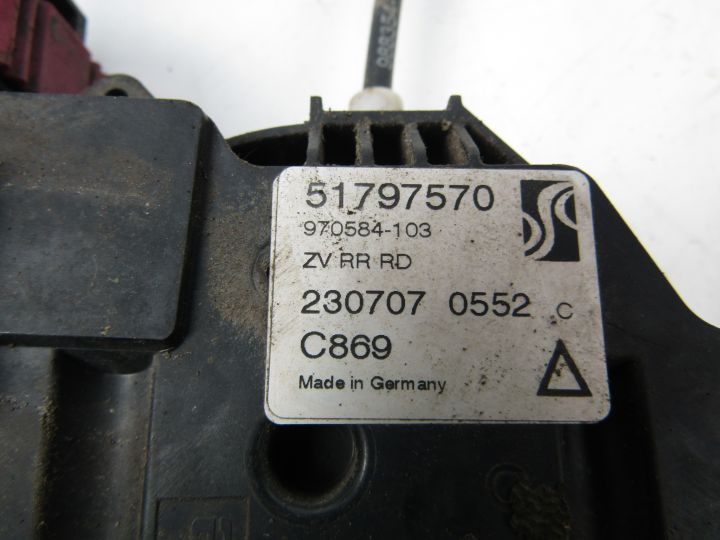 51797570
970584-103
ZV RR RD
230707 0552 C
C869
Made in Germany